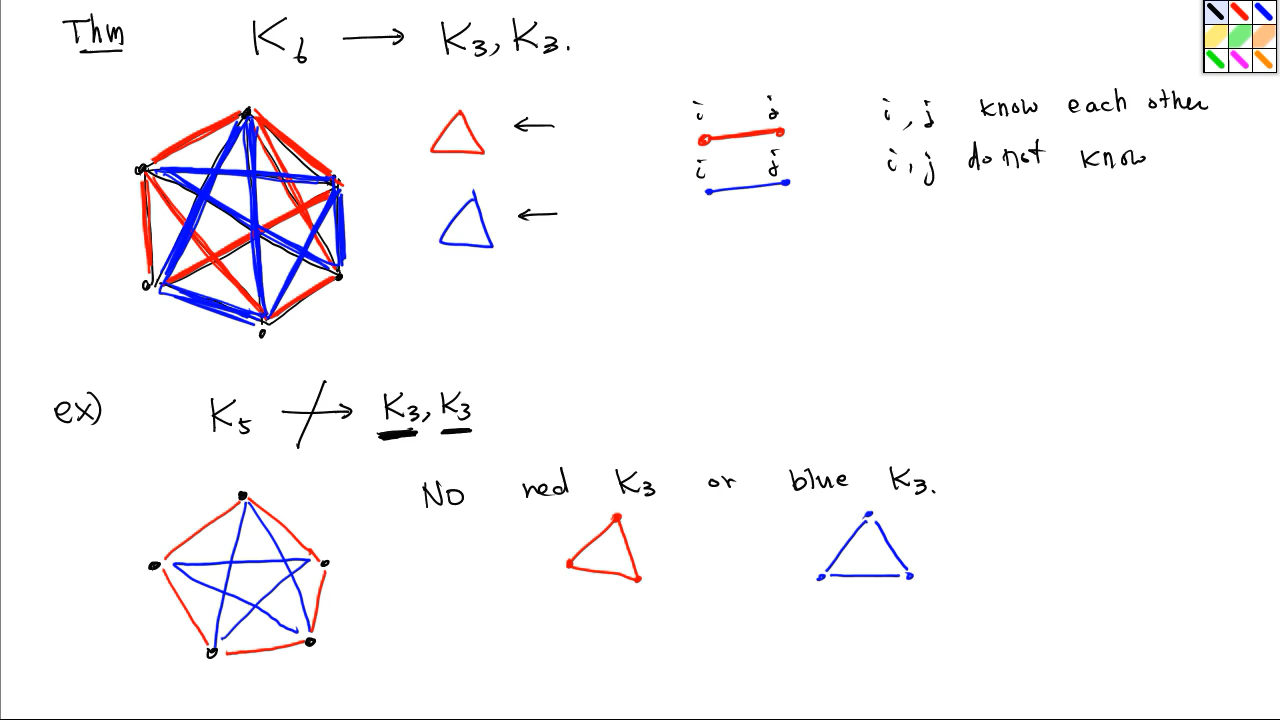 Thm K₆ → K₃, K₃.
i j i, j know each other
i j i, j do not know
ex) K₅ ↛ K₃, K₃
No red K₃ or blue K₃.